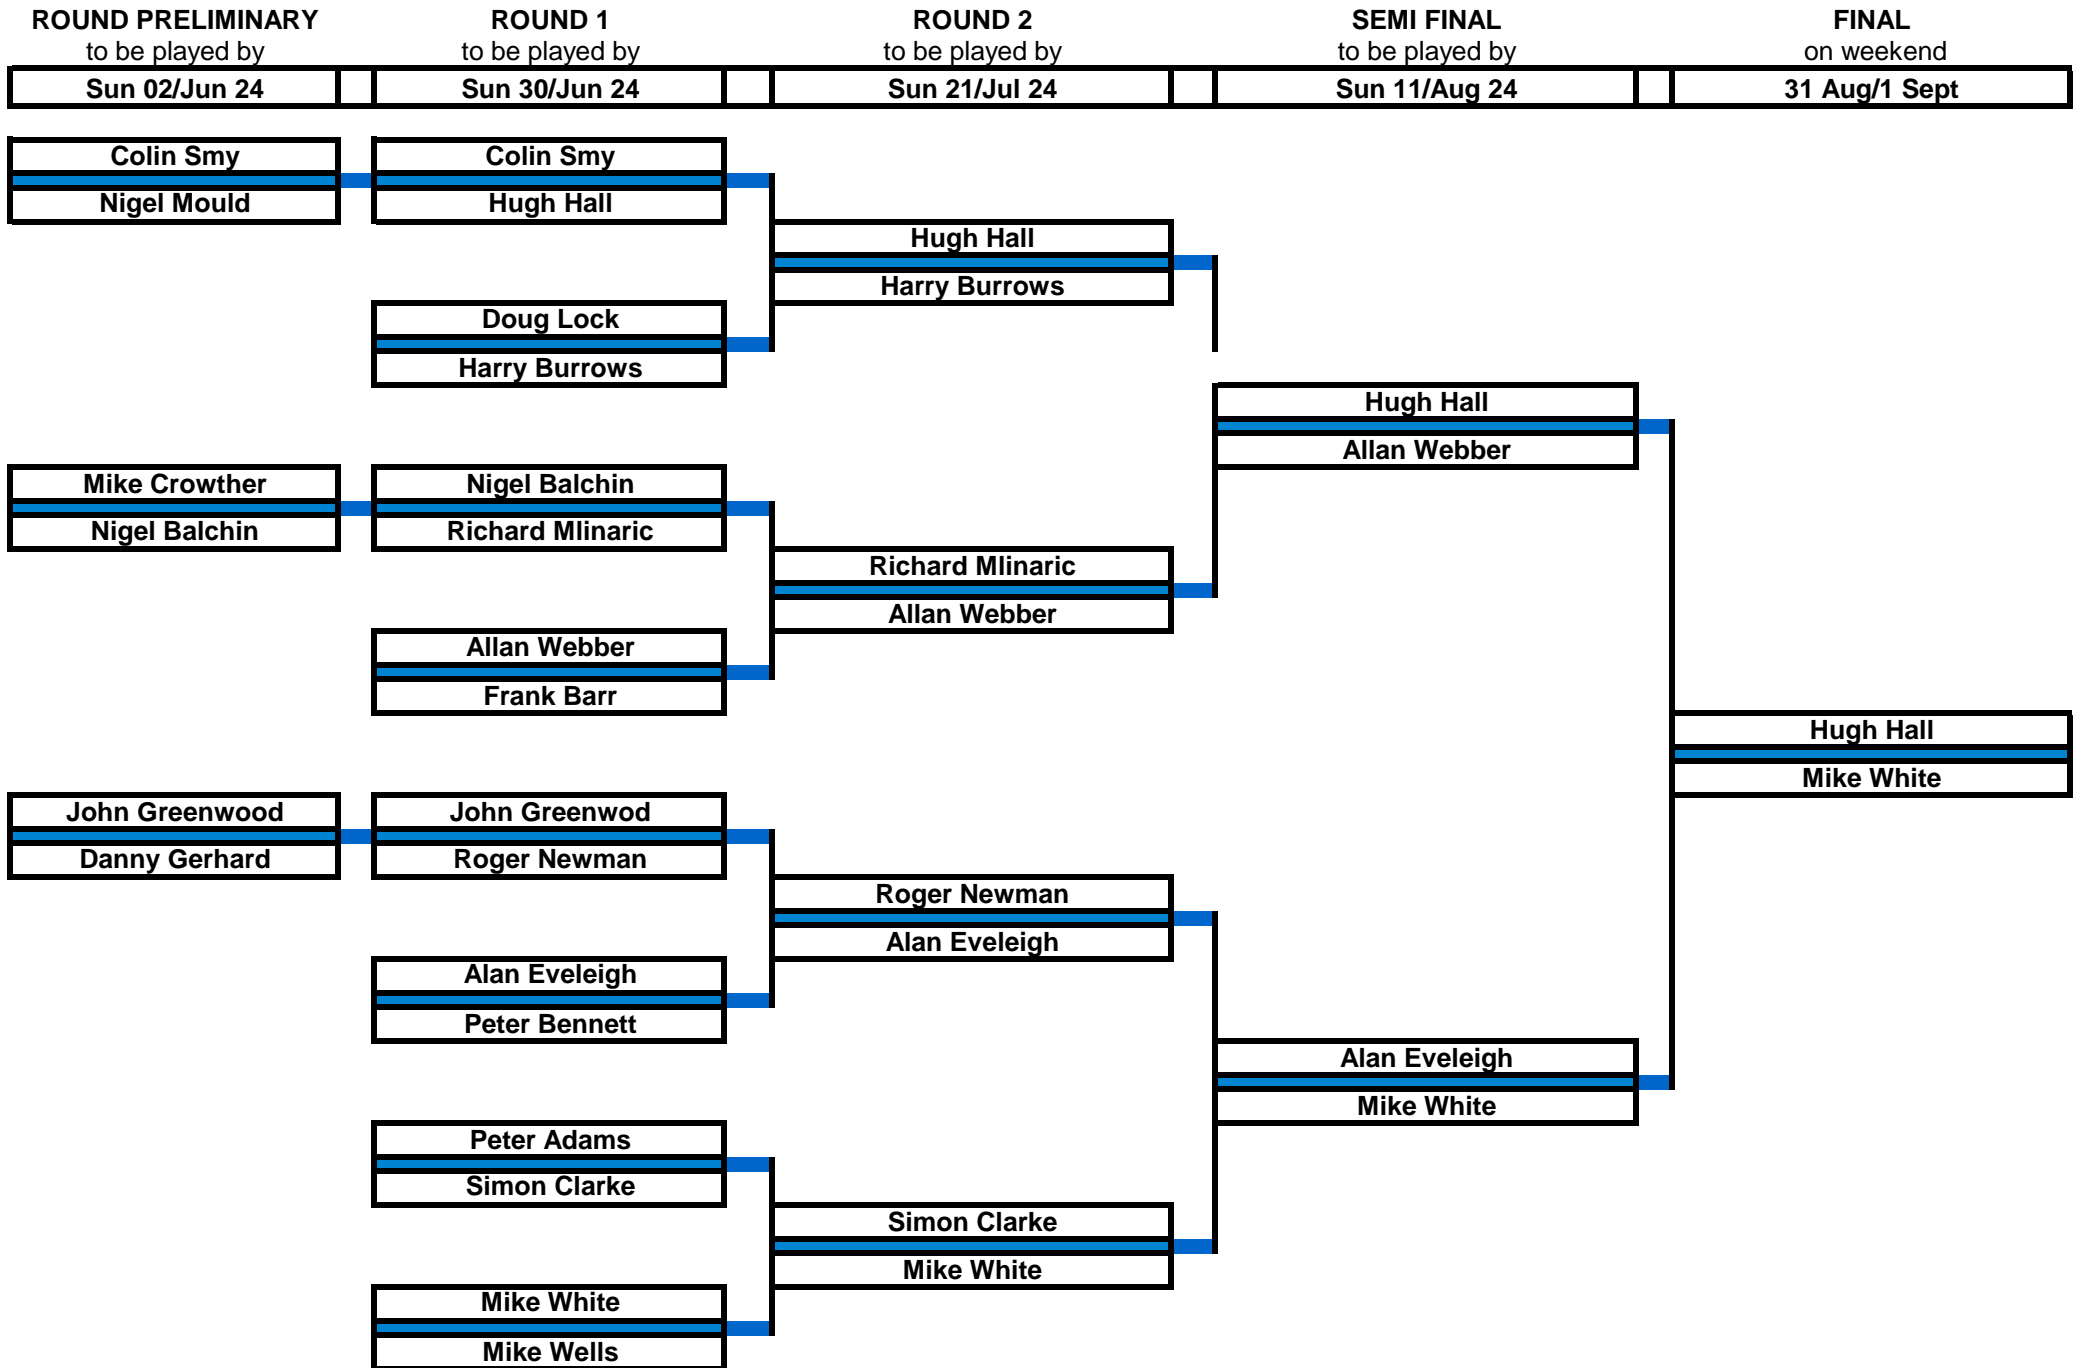 ROUND PRELIMINARY
to be played by
Sun 02/Jun 24
ROUND 1
to be played by
Sun 30/Jun 24
ROUND 2
to be played by
Sun 21/Jul 24
SEMI FINAL
to be played by
Sun 11/Aug 24
FINAL
on weekend
31 Aug/1 Sept
Colin Smy
Nigel Mould
Mike Crowther
Nigel Balchin
John Greenwood
Danny Gerhard
Colin Smy
Hugh Hall
Doug Lock
Harry Burrows
Nigel Balchin
Richard Mlinaric
Allan Webber
Frank Barr
John Greenwod
Roger Newman
Alan Eveleigh
Peter Bennett
Peter Adams
Simon Clarke
Mike White
Mike Wells
Hugh Hall
Harry Burrows
Richard Mlinaric
Allan Webber
Roger Newman
Alan Eveleigh
Simon Clarke
Mike White
Hugh Hall
Allan Webber
Alan Eveleigh
Mike White
Hugh Hall
Mike White